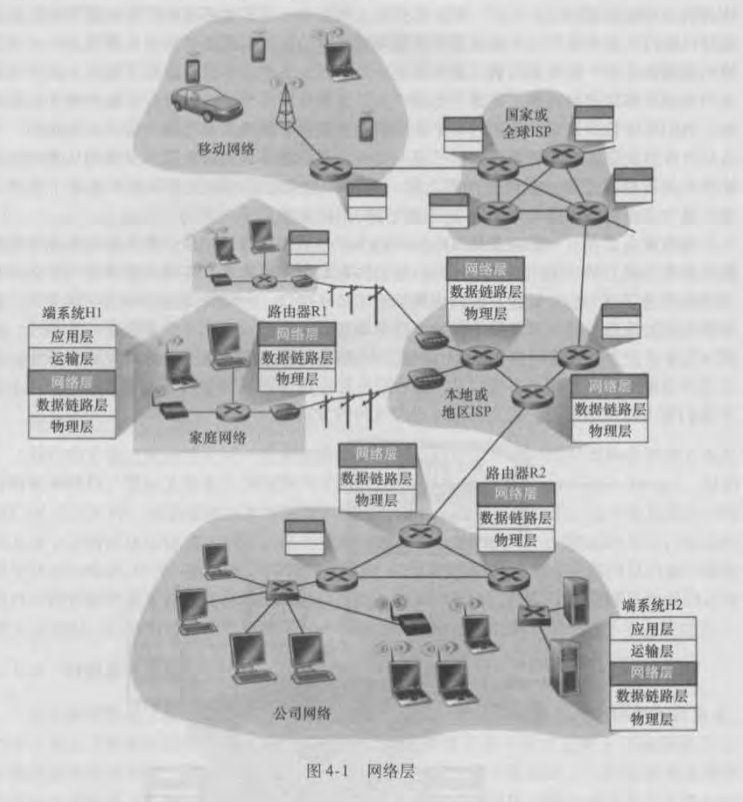 国家或
全球ISP
移动网络
网络层
数据链路层
物理层
端系统H1
应用层
运输层
网络层
数据链路层
物理层
路由器R1
网络层
数据链路层
物理层
家庭网络
本地或
地区ISP
网络层
数据链路层
物理层
网络层
数据链路层
物理层
路由器R2
网络层
数据链路层
物理层
端系统H2
应用层
运输层
网络层
数据链路层
物理层
公司网络
图 4-1 网络层